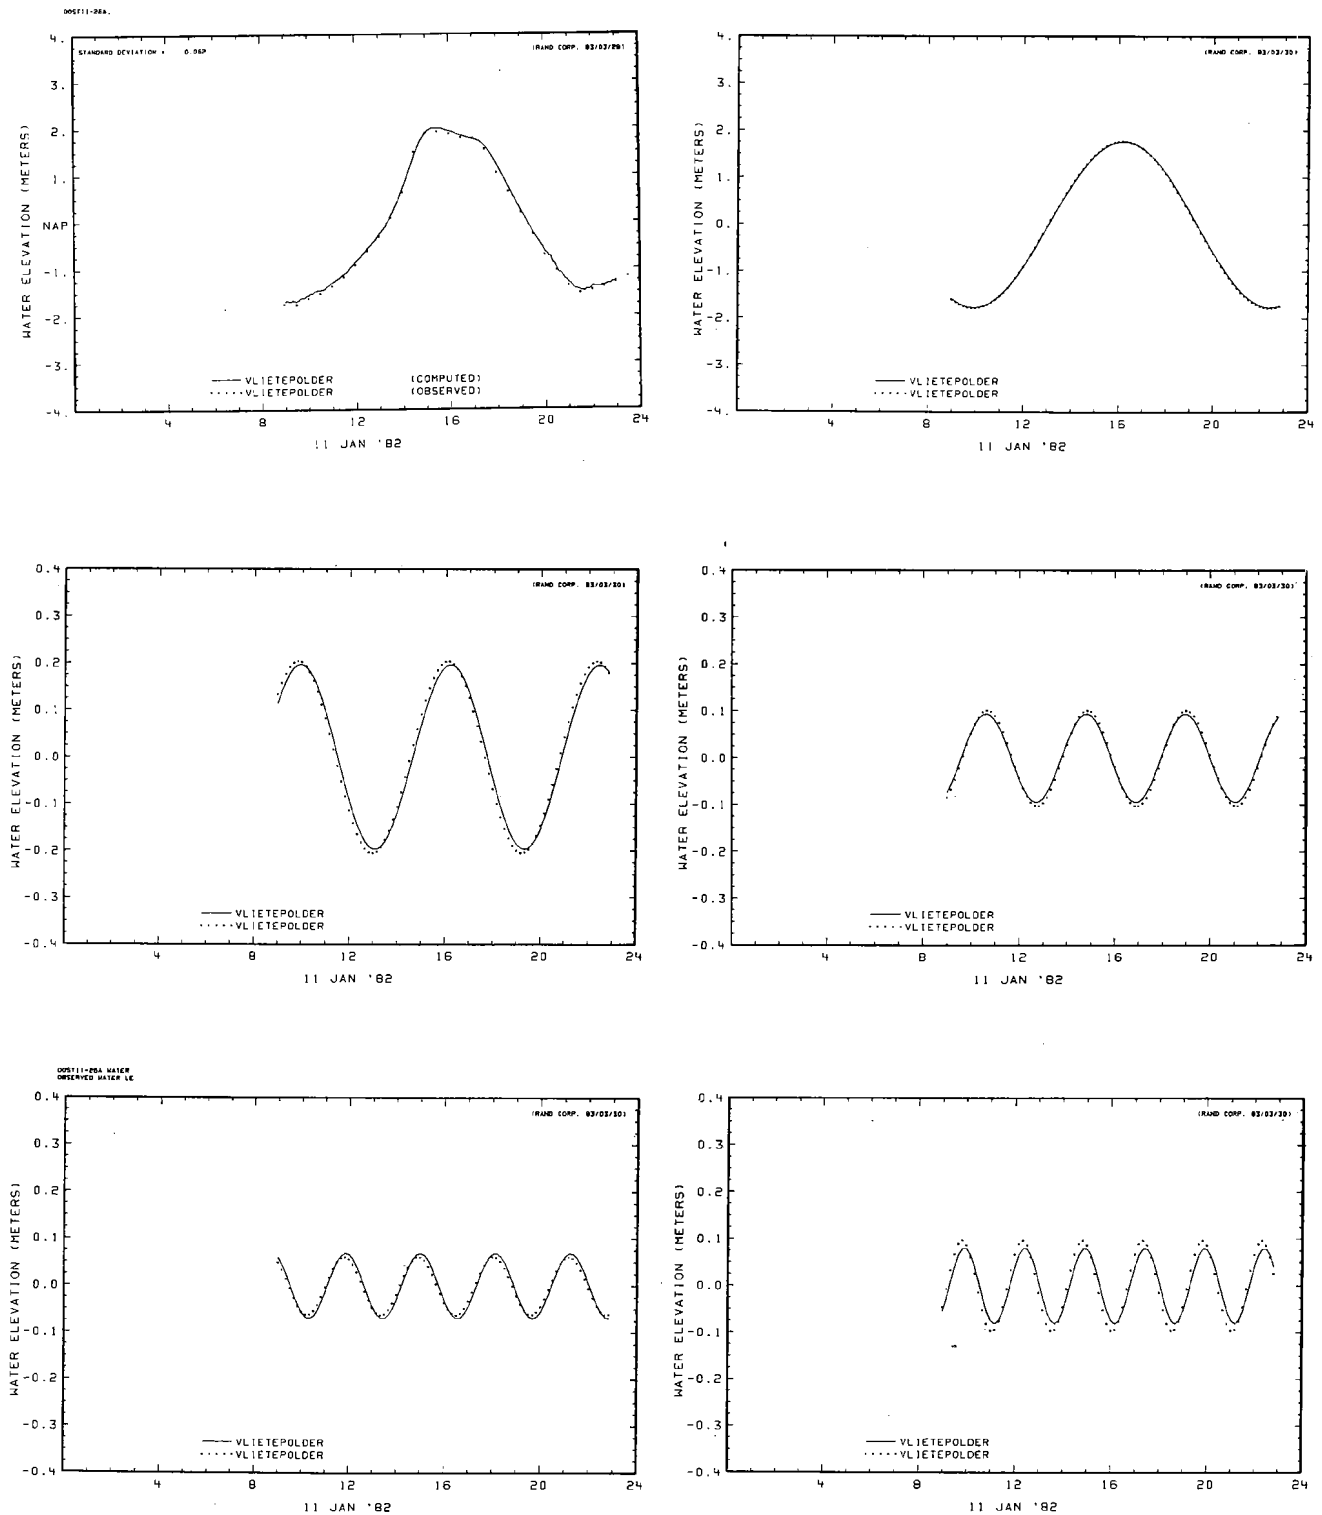 OOST11-26A.
STANDARD DEVIATION = 0.062
(RAND CORP. 83/03/28)
4.
3.
2.
1.
NAP
-1.
-2.
-3.
-4.
WATER ELEVATION (METERS)
VLIETEPOLDER (COMPUTED)
VLIETEPOLDER (OBSERVED)
4 8 12 16 20 24
11 JAN '82
(RAND CORP. 83/03/30)
4.
3.
2.
1.
0.
-1.
-2.
-3.
-4.
WATER ELEVATION (METERS)
VLIETEPOLDER
VLIETEPOLDER
4 8 12 16 20 24
11 JAN '82
(RAND CORP. 83/03/30)
0.4
0.3
0.2
0.1
0.0
-0.1
-0.2
-0.3
-0.4
WATER ELEVATION (METERS)
VLIETEPOLDER
VLIETEPOLDER
4 8 12 16 20 24
11 JAN '82
(RAND CORP. 83/03/30)
0.4
0.3
0.2
0.1
0.0
-0.1
-0.2
-0.3
-0.4
WATER ELEVATION (METERS)
VLIETEPOLDER
VLIETEPOLDER
4 8 12 16 20 24
11 JAN '82
OOST11-26A WATER
OBSERVED WATER LE
(RAND CORP. 83/03/30)
0.4
0.3
0.2
0.1
0.0
-0.1
-0.2
-0.3
-0.4
WATER ELEVATION (METERS)
VLIETEPOLDER
VLIETEPOLDER
4 8 12 16 20 24
11 JAN '82
(RAND CORP. 83/03/30)
0.4
0.3
0.2
0.1
0.0
-0.1
-0.2
-0.3
-0.4
WATER ELEVATION (METERS)
VLIETEPOLDER
VLIETEPOLDER
4 8 12 16 20 24
11 JAN '82